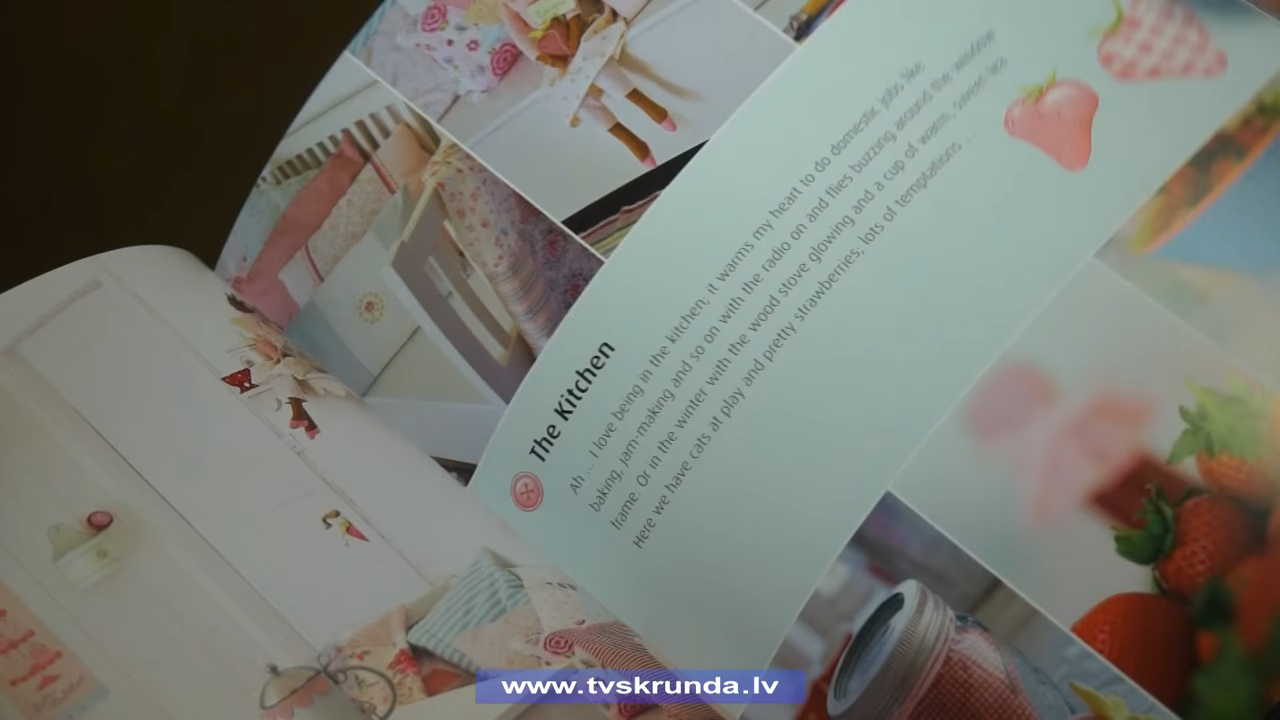 The Kitchen
Ah ... I love being in the kitchen; it warms my heart to do domestic jobs like
baking, jam-making and so on with the radio on and flies buzzing around the window
frame. Or in the winter with the wood stove glowing and a cup of warm, sweet tea.
Here we have cats at play and pretty strawberries; lots of temptations ...
www.tvskrunda.lv